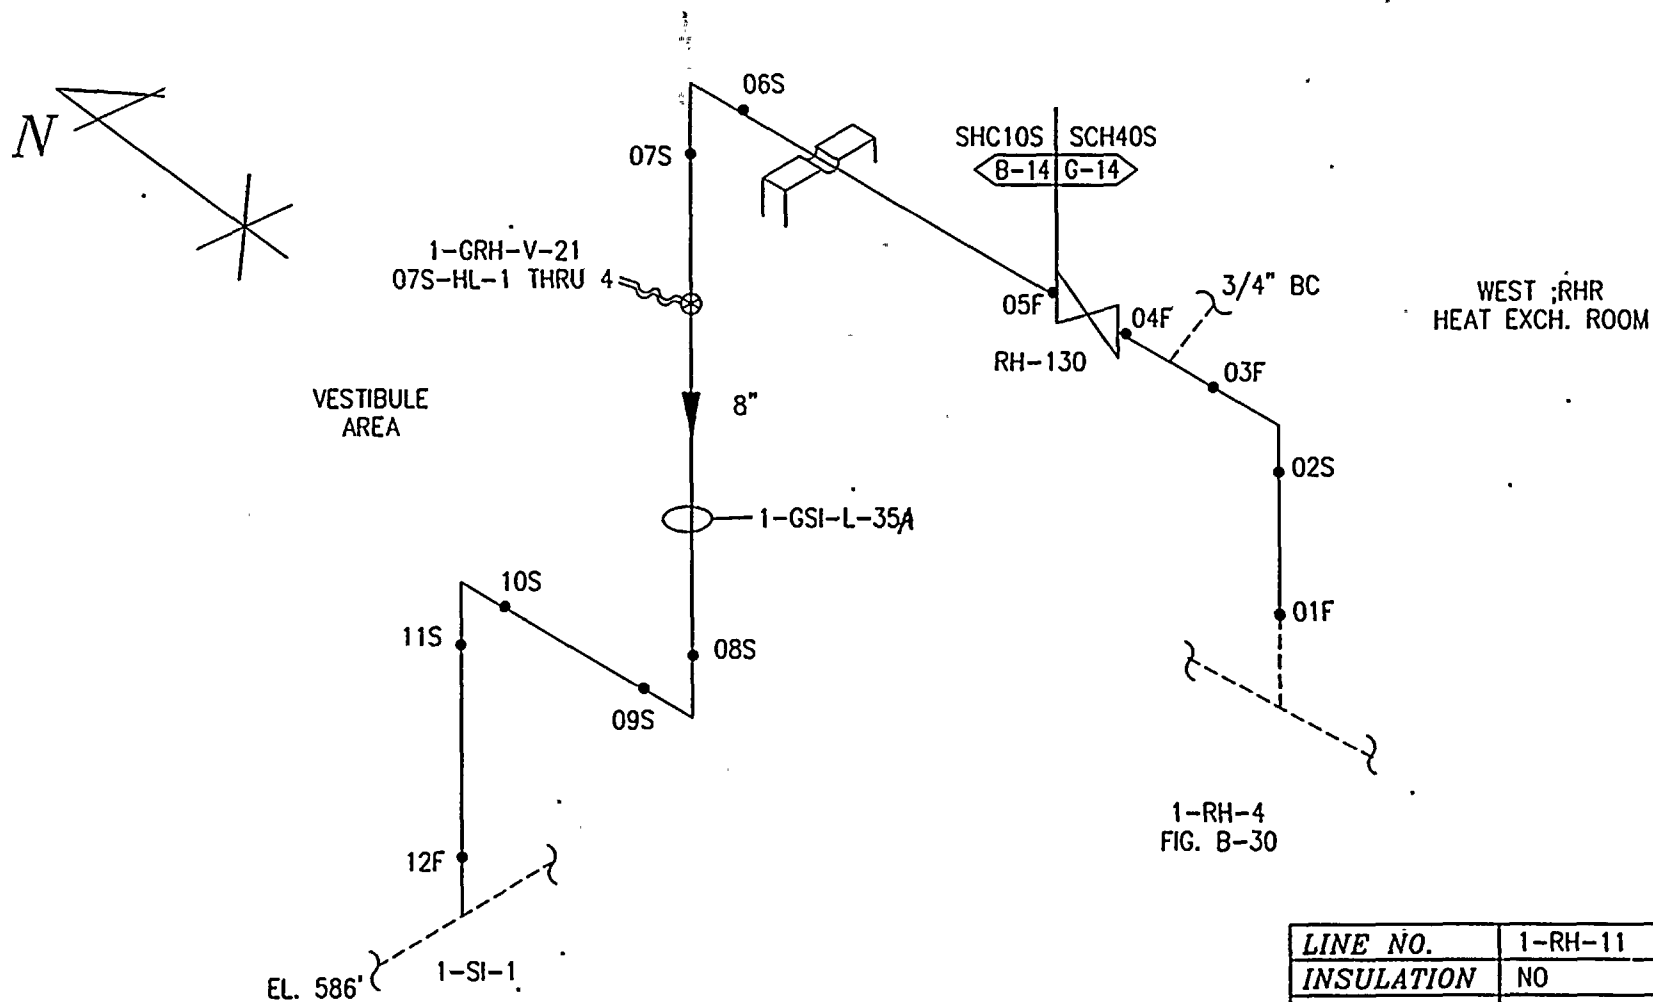 06S
N
07S
SHC10S SCH40S
B-14 G-14
1-GRH-V-21
07S-HL-1 THRU 4
3/4" BC
WEST ;RHR
HEAT EXCH. ROOM
05F
04F
RH-130
03F
VESTIBULE
AREA
8"
02S
1-GSI-L-35A
10S
01F
11S
08S
09S
1-RH-4
FIG. B-30
12F
EL. 586'
1-SI-1
LINE NO. 1-RH-11
INSULATION NO